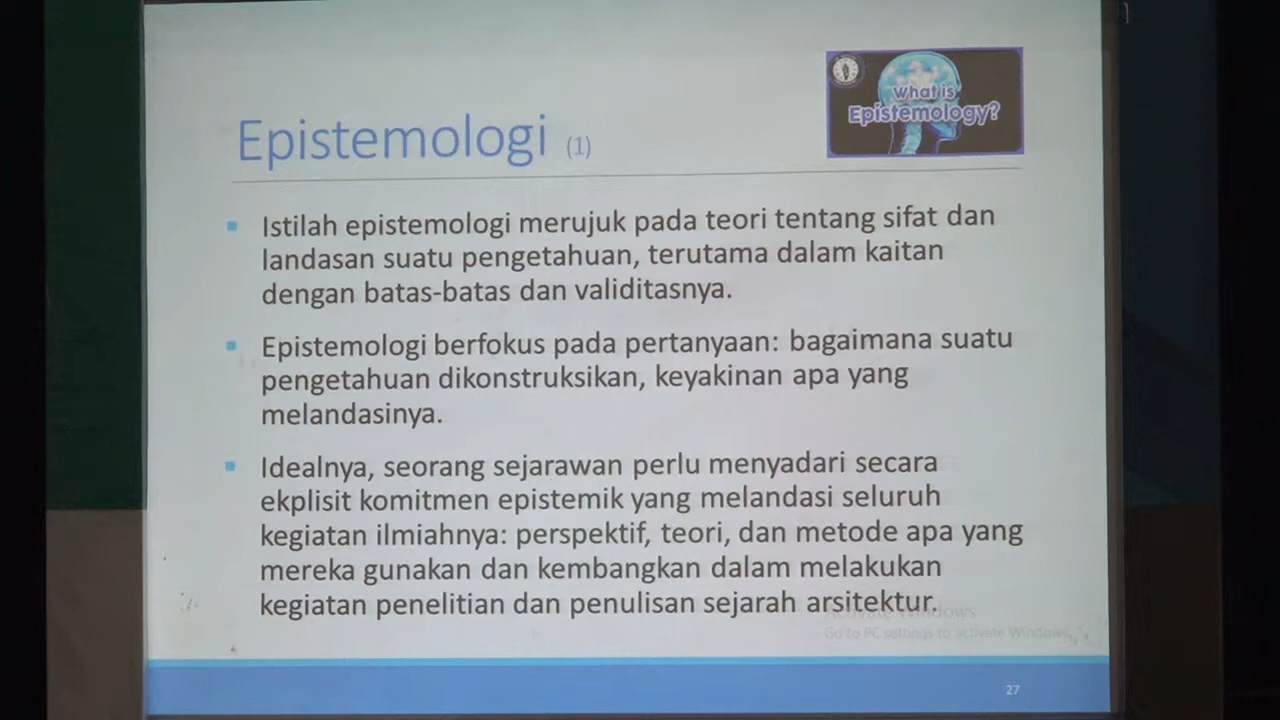 What is
Epistemology?
Epistemologi (1)
Istilah epistemologi merujuk pada teori tentang sifat dan
landasan suatu pengetahuan, terutama dalam kaitan
dengan batas-batas dan validitasnya.
Epistemologi berfokus pada pertanyaan: bagaimana suatu
pengetahuan dikonstruksikan, keyakinan apa yang
melandasinya.
Idealnya, seorang sejarawan perlu menyadari secara
ekplisit komitmen epistemik yang melandasi seluruh
kegiatan ilmiahnya: perspektif, teori, dan metode apa yang
mereka gunakan dan kembangkan dalam melakukan
kegiatan penelitian dan penulisan sejarah arsitektur.
Activate Windows
Go to PC settings to activate Windows.
27